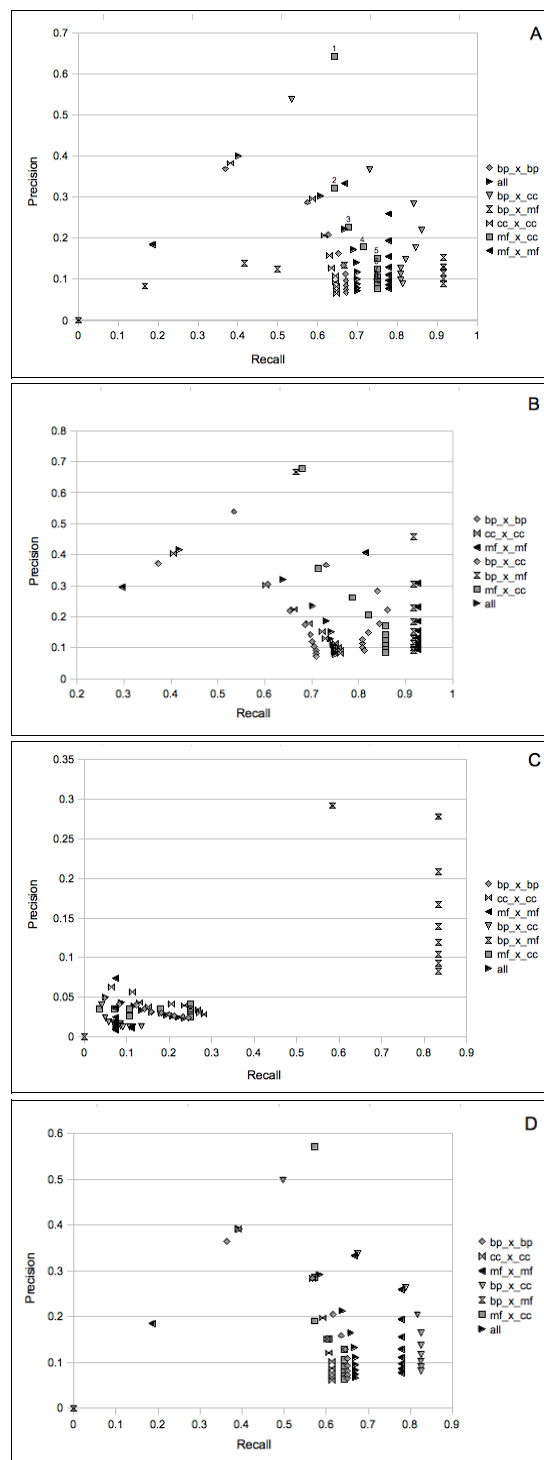 A
0.7
0.6
0.5
0.4
0.3
0.2
0.1
0
Precision
1
2
3
4
5
0 0.1 0.2 0.3 0.4 0.5 0.6 0.7 0.8 0.9 1
Recall
bp_x_bp
all
bp_x_cc
bp_x_mf
cc_x_cc
mf_x_cc
mf_x_mf
B
0.8
0.7
0.6
0.5
0.4
0.3
0.2
0.1
0
Precision
0.2 0.3 0.4 0.5 0.6 0.7 0.8 0.9 1
Recall
bp_x_bp
cc_x_cc
mf_x_mf
bp_x_cc
bp_x_mf
mf_x_cc
all
C
0.35
0.3
0.25
0.2
0.15
0.1
0.05
0
Precision
0 0.1 0.2 0.3 0.4 0.5 0.6 0.7 0.8 0.9
Recall
bp_x_bp
cc_x_cc
mf_x_mf
bp_x_cc
bp_x_mf
mf_x_cc
all
D
0.6
0.5
0.4
0.3
0.2
0.1
0
Precision
0 0.1 0.2 0.3 0.4 0.5 0.6 0.7 0.8 0.9
Recall
bp_x_bp
cc_x_cc
mf_x_mf
bp_x_cc
bp_x_mf
mf_x_cc
all